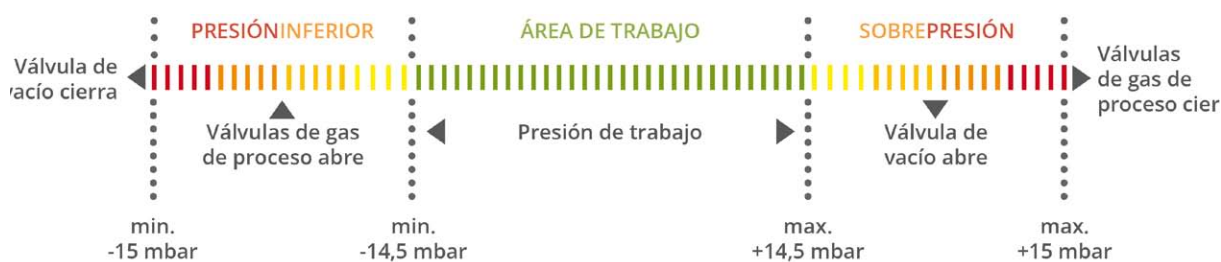 PRESIÓNINFERIOR
ÁREA DE TRABAJO
SOBREPRESIÓN
Válvula de
vacío cierra
Válvulas
de gas de
proceso cier
Válvulas de gas
de proceso abre
Presión de trabajo
Válvula de
vacío abre
min.
-15 mbar
min.
-14,5 mbar
max.
+14,5 mbar
max.
+15 mbar